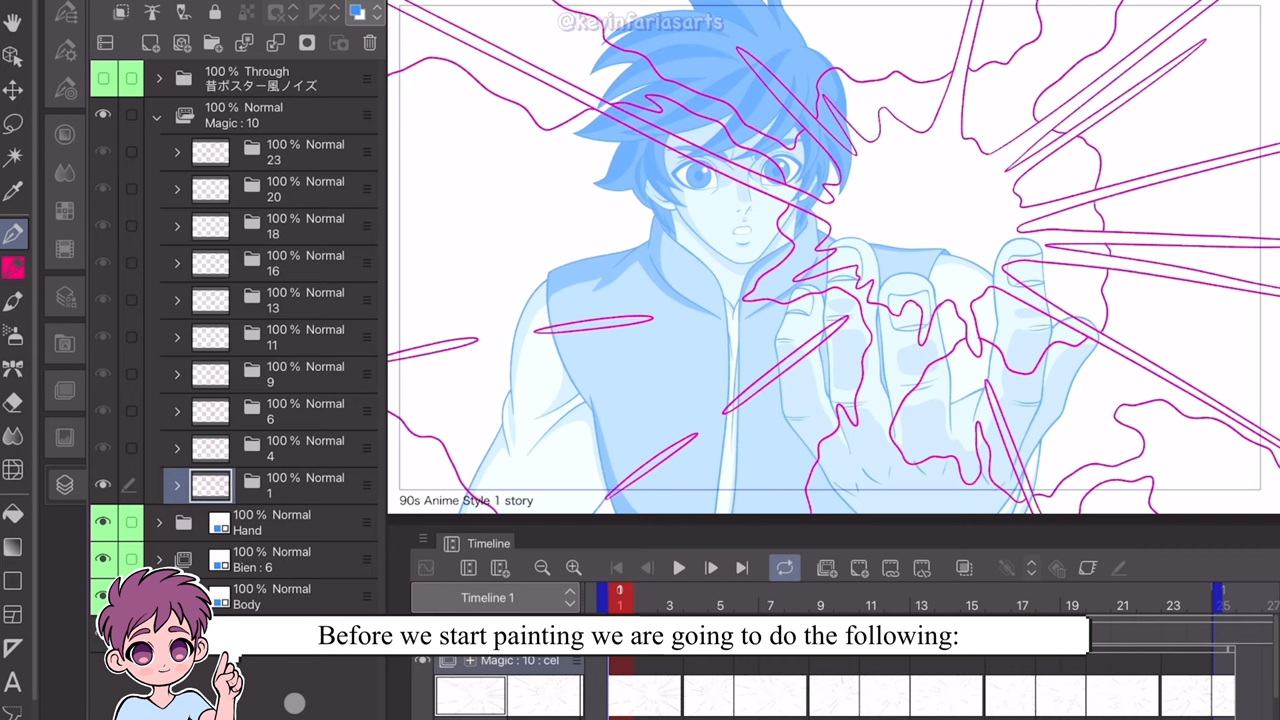 @kevinfariasarts
100 % Through
昔ポスター風ノイズ
100 % Normal
Magic : 10
100 % Normal
23
100 % Normal
20
100 % Normal
18
100 % Normal
16
100 % Normal
13
100 % Normal
11
100 % Normal
9
100 % Normal
6
100 % Normal
4
100 % Normal
1
100 % Normal
Hand
100 % Normal
Bien : 6
100 % Normal
Body
90s Anime Style 1 story
Timeline
Timeline 1
1 3 5 7 9 11 13 15 17 19 21 23 25 27
Before we start painting we are going to do the following:
Magic : 10 : cel
A